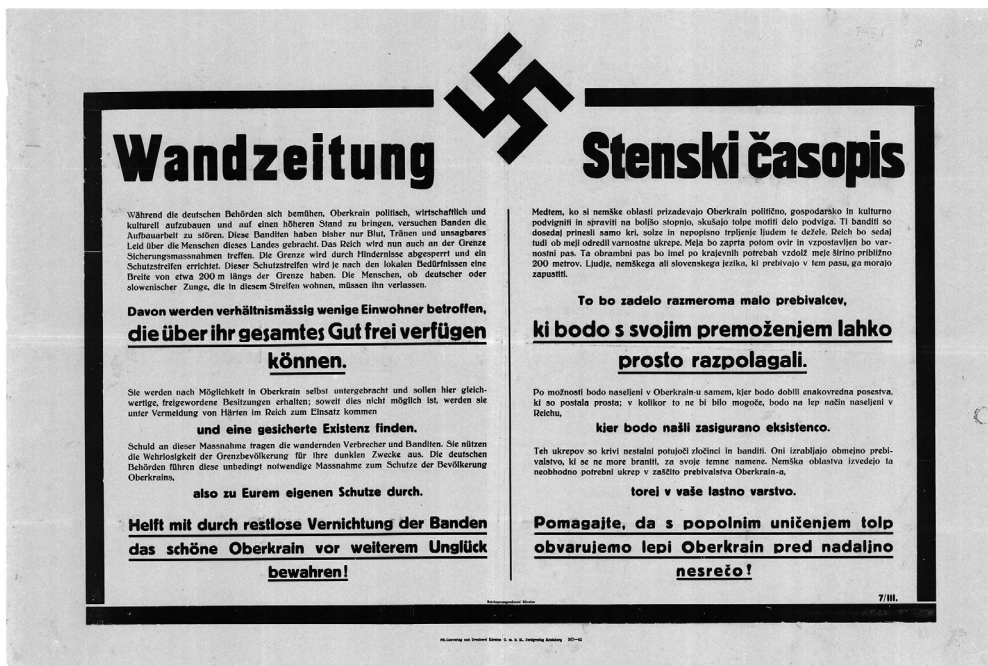 Wandzeitung
Während die deutschen Behörden sich bemühen, Oberkrain politisch, wirtschaftlich und
kulturell aufzubauen und auf einen höheren Stand zu bringen, versuchen Banden die
Aufbauarbeit zu stören. Diese Banditen haben bisher nur Blut, Tränen und unsagbares
Leid über die Menschen dieses Landes gebracht. Das Reich wird nun auch an der Grenze
Sicherungsmassnahmen treffen. Die Grenze wird durch Hindernisse abgesperrt und ein
Schutzstreifen errichtet. Dieser Schutzstreifen wird je nach den lokalen Bedürfnissen eine
Breite von etwa 200 m längs der Grenze haben. Die Menschen, ob deutscher oder
slowenischer Zunge, die in diesem Streifen wohnen, müssen ihn verlassen.
Davon werden verhältnismässig wenige Einwohner betroffen,
die über ihr gesamtes Gut frei verfügen
können.
Sie werden nach Möglichkeit in Oberkrain selbst untergebracht und sollen hier gleich-
wertige, freigewordene Besitzungen erhalten; soweit dies nicht möglich ist, werden sie
unter Vermeidung von Härten im Reich zum Einsatz kommen
und eine gesicherte Existenz finden.
Schuld an dieser Massnahme tragen die wandernden Verbrecher und Banditen. Sie nützen
die Wehrlosigkeit der Grenzbevölkerung für ihre dunklen Zwecke aus. Die deutschen
Behörden führen diese unbedingt notwendige Massnahme zum Schutze der Bevölkerung
Oberkrains,
also zu Eurem eigenen Schutze durch.
Helft mit durch restlose Vernichtung der Banden
das schöne Oberkrain vor weiterem Unglück
bewahren!
Stenski časopis
Medtem, ko si nemške oblasti prizadevajo Oberkrain politično, gospodarsko in kulturno
podvigniti in spraviti na boljšo stopnjo, skušajo tolpe motiti delo podviga. Ti banditi so
dosedaj prinesli samo kri, solze in nepopisno trpljenje ljudem te dežele. Reich bo sedaj
tudi ob meji odredil varnostne ukrepe. Meja bo zaprta potom ovir in vzpostavljen bo var-
nostni pas. Ta obrambni pas bo imel po krajevnih potrebah vzdolž meje širino približno
200 metrov. Ljudje, nemškega ali slovenskega jezika, ki prebivajo v tem pasu, ga morajo
zapustiti.
To bo zadelo razmeroma malo prebivalcev,
ki bodo s svojim premoženjem lahko
prosto razpolagali.
Po možnosti bodo naseljeni v Oberkrain-u samem, kjer bodo dobili enakovredna posestva,
ki so postala prosta; v kolikor to ne bi bilo mogoče, bodo na lep način naseljeni v
Reichu,
kjer bodo našli zasigurano eksistenco.
Teh ukrepov so krivi nestalni potujoči zločinci in banditi. Oni izrabljajo obmejno prebi-
valstvo, ki se ne more braniti, za svoje temne namene. Nemška oblastva izvedejo ta
neobhodno potrebni ukrep v zaščito prebivalstva Oberkrain-a,
torej v vaše lastno varstvo.
Pomagajte, da s popolnim uničenjem tolp
obvarujemo lepi Oberkrain pred nadaljno
nesrečo!
7/III.
Reichspropagandaamt Kärnten
NS.-Gauverlag und Druckerei Kärnten G. m. b. H.